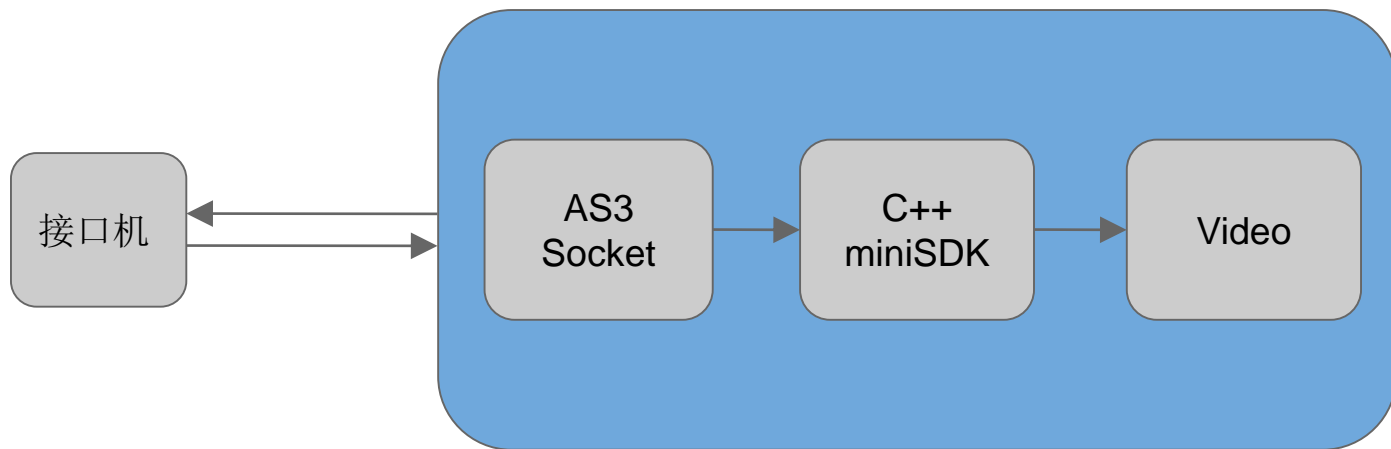 接口机
AS3
Socket
C++
miniSDK
Video